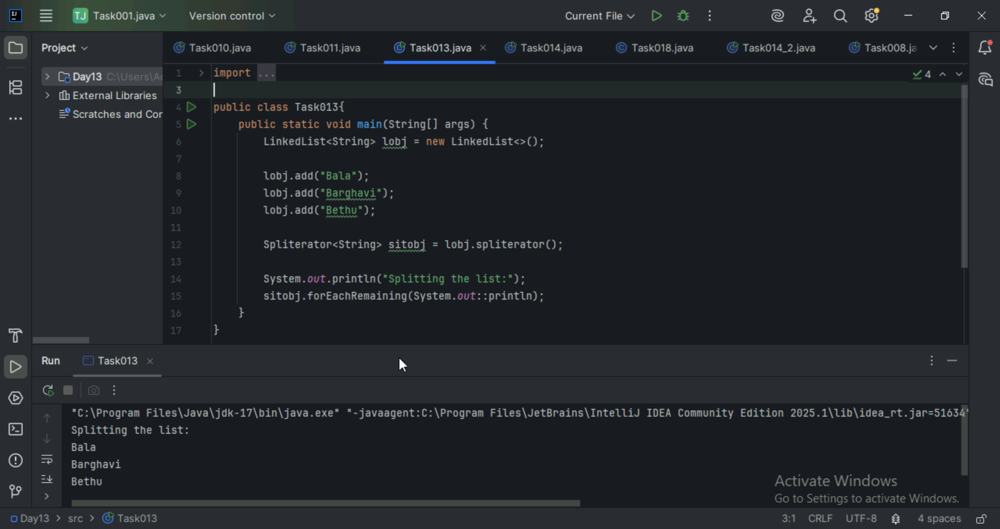 TJ Task001.java Version control Current File
Project
Task010.java Task011.java Task013.java Task014.java Task018.java Task014_2.java Task008.ja
Day13 C:\Users\Ac
External Libraries
Scratches and Cor
4
1 import ...
3
4 public class Task013{
5 public static void main(String[] args) {
6 LinkedList<String> lobj = new LinkedList<>();
7
8 lobj.add("Bala");
9 lobj.add("Barghavi");
10 lobj.add("Bethu");
11
12 Spliterator<String> sitobj = lobj.spliterator();
13
14 System.out.println("Splitting the list:");
15 sitobj.forEachRemaining(System.out::println);
16 }
17 }
Run Task013
"C:\Program Files\Java\jdk-17\bin\java.exe" "-javaagent:C:\Program Files\JetBrains\IntelliJ IDEA Community Edition 2025.1\lib\idea_rt.jar=51634"
Splitting the list:
Bala
Barghavi
Bethu
Activate Windows
Go to Settings to activate Windows.
Day13 > src > Task013 3:1 CRLF UTF-8 4 spaces